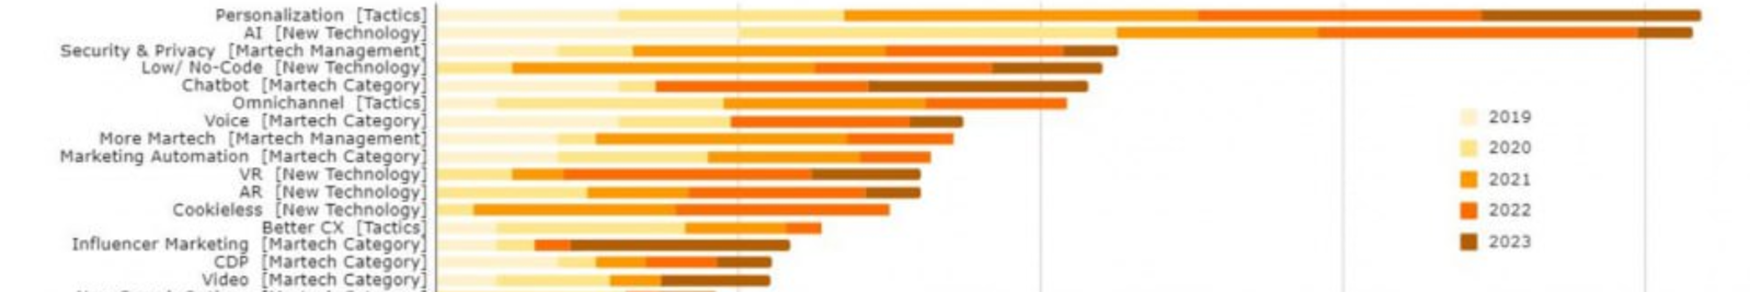 Personalization [Tactics]
AI [New Technology]
Security & Privacy [Martech Management]
Low/ No-Code [New Technology]
Chatbot [Martech Category]
Omnichannel [Tactics]
Voice [Martech Category]
More Martech [Martech Management]
Marketing Automation [Martech Category]
VR [New Technology]
AR [New Technology]
Cookieless [New Technology]
Better CX [Tactics]
Influencer Marketing [Martech Category]
CDP [Martech Category]
Video [Martech Category]
2019
2020
2021
2022
2023